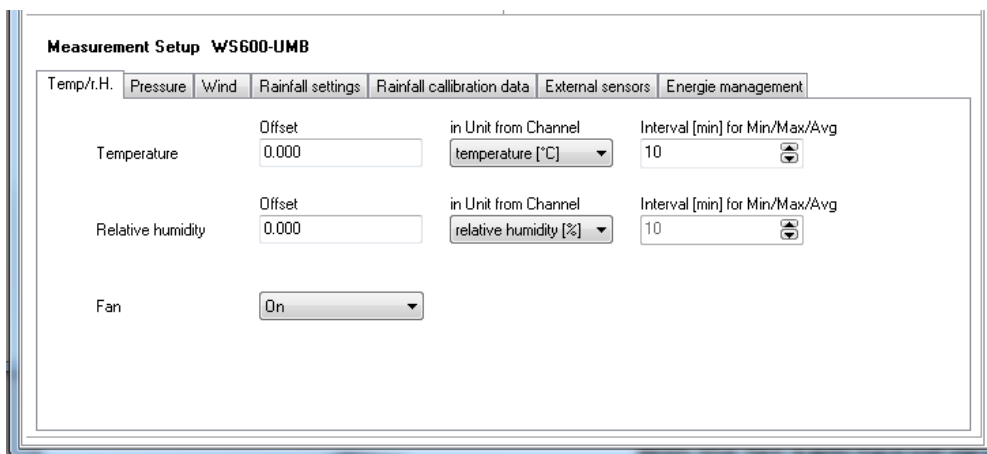 Measurement Setup WS600-UMB
Temp/r.H. Pressure Wind Rainfall settings Rainfall callibration data External sensors Energie management
Offset in Unit from Channel Interval [min] for Min/Max/Avg
Temperature 0.000 temperature [°C] 10
Offset in Unit from Channel Interval [min] for Min/Max/Avg
Relative humidity 0.000 relative humidity [%] 10
Fan On